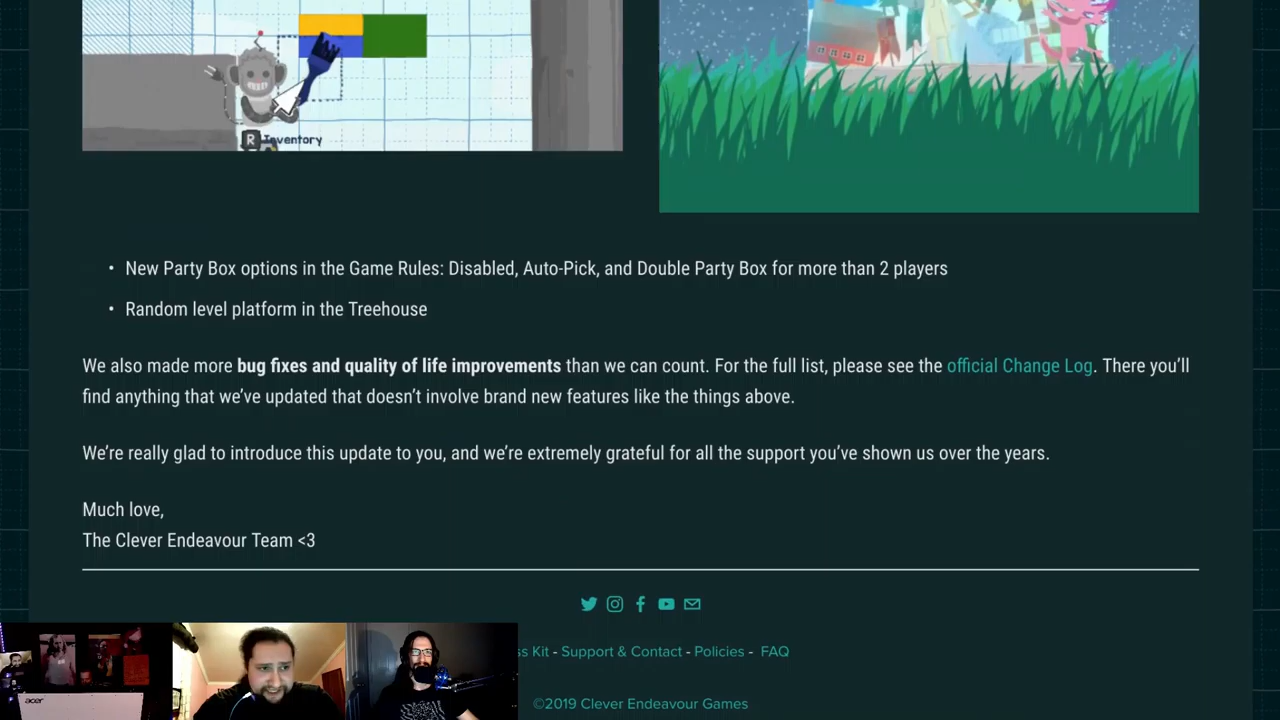 R Inventory
• New Party Box options in the Game Rules: Disabled, Auto-Pick, and Double Party Box for more than 2 players
• Random level platform in the Treehouse
We also made more bug fixes and quality of life improvements than we can count. For the full list, please see the official Change Log. There you’ll
find anything that we’ve updated that doesn’t involve brand new features like the things above.
We’re really glad to introduce this update to you, and we’re extremely grateful for all the support you’ve shown us over the years.
Much love,
The Clever Endeavour Team <3
ss Kit - Support & Contact - Policies - FAQ
©2019 Clever Endeavour Games
acer